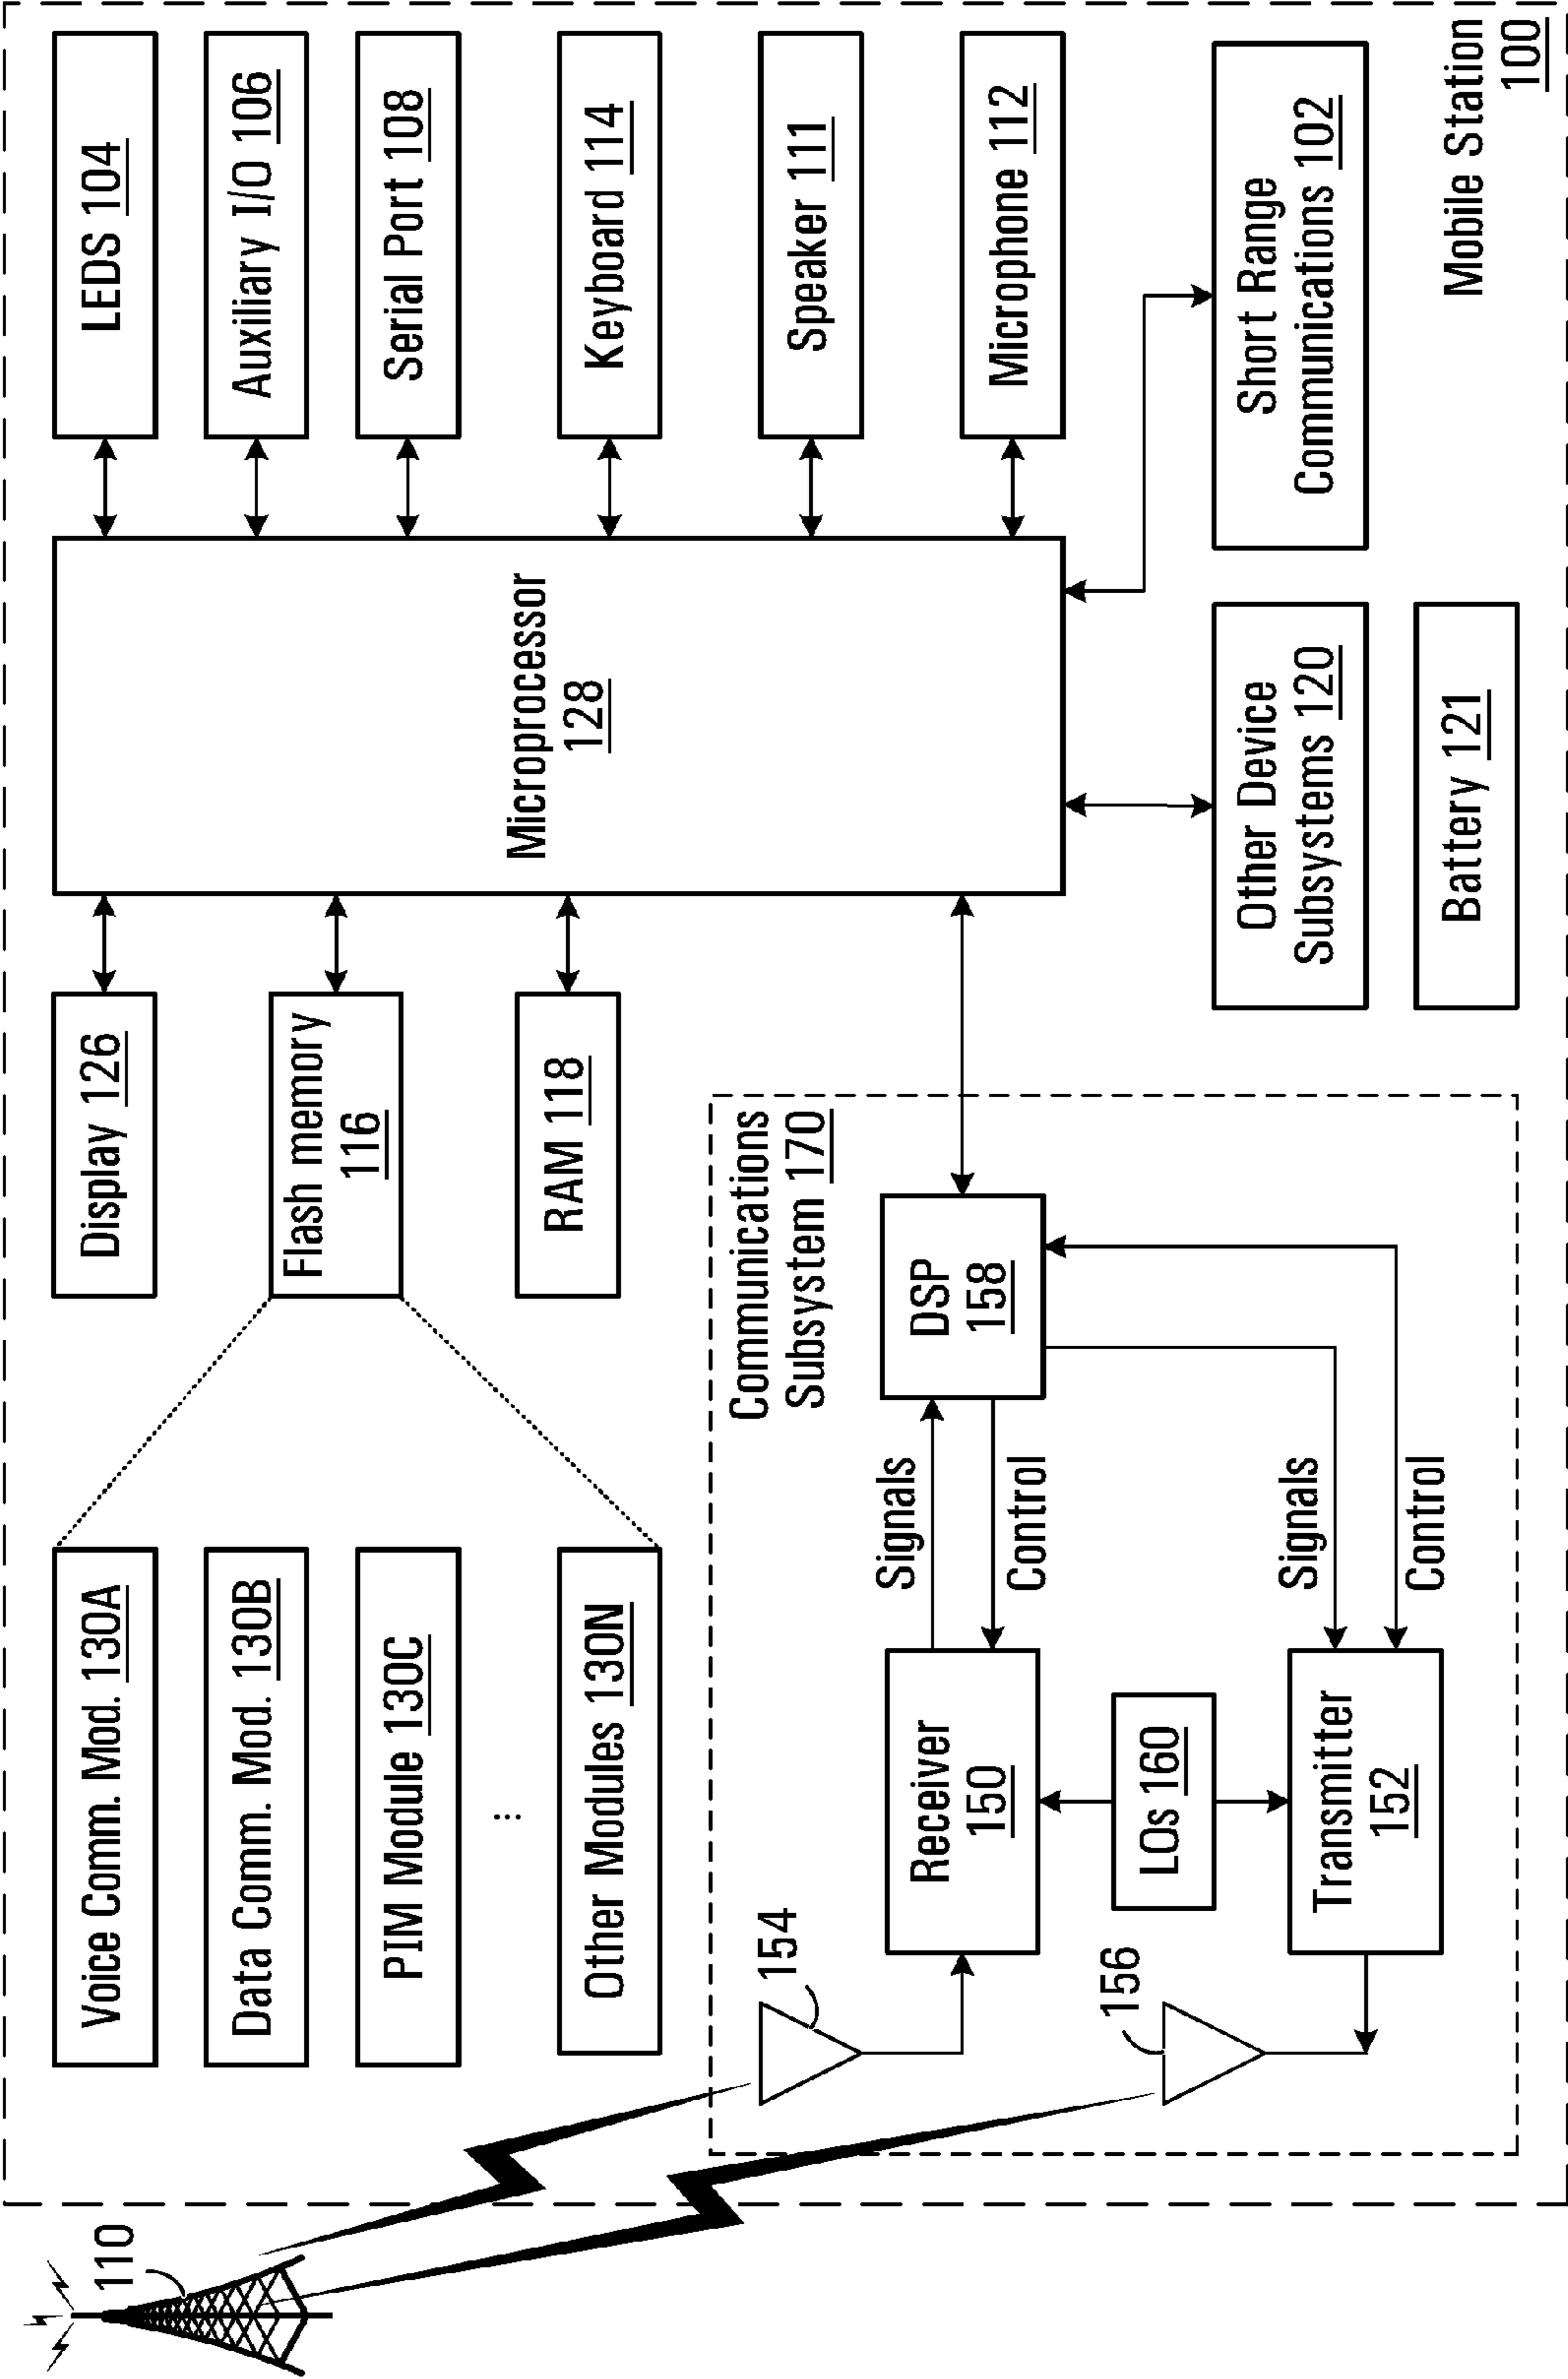 110
Voice Comm. Mod. 130A
Data Comm. Mod. 130B
PIM Module 130C
...
Other Modules 130N
Display 126
Flash memory
116
RAM 118
Microprocessor
128
LEDS 104
Auxiliary I/O 106
Serial Port 108
Keyboard 114
Speaker 111
Microphone 112
Communications
Subsystem 170
154
Receiver
150
Signals
Control
DSP
158
LOs 160
156
Transmitter
152
Signals
Control
Other Device
Subsystems 120
Short Range
Communications 102
Battery 121
Mobile Station
100